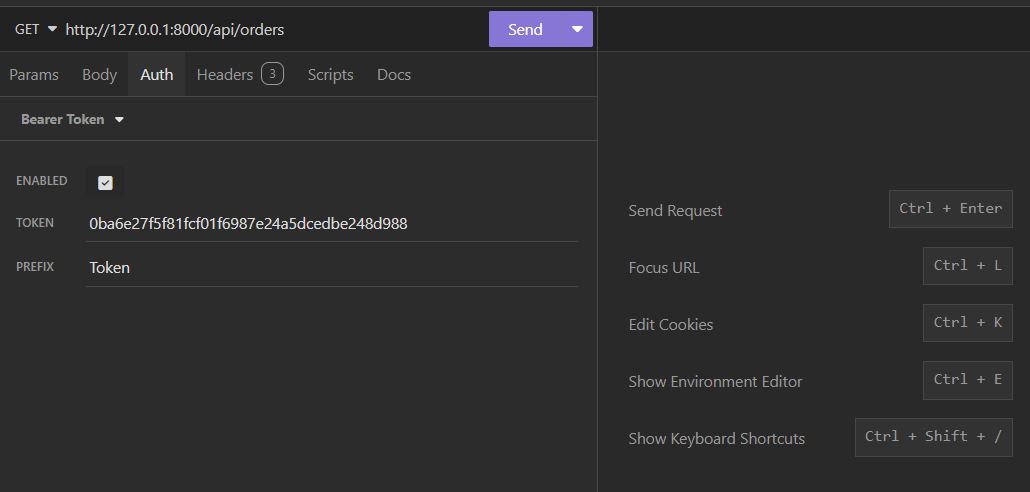 GET http://127.0.0.1:8000/api/orders Send
Params Body Auth Headers 3 Scripts Docs
Bearer Token
ENABLED
TOKEN 0ba6e27f5f81fcf01f6987e24a5dcedbe248d988
PREFIX Token
Send Request Ctrl + Enter
Focus URL Ctrl + L
Edit Cookies Ctrl + K
Show Environment Editor Ctrl + E
Show Keyboard Shortcuts Ctrl + Shift + /